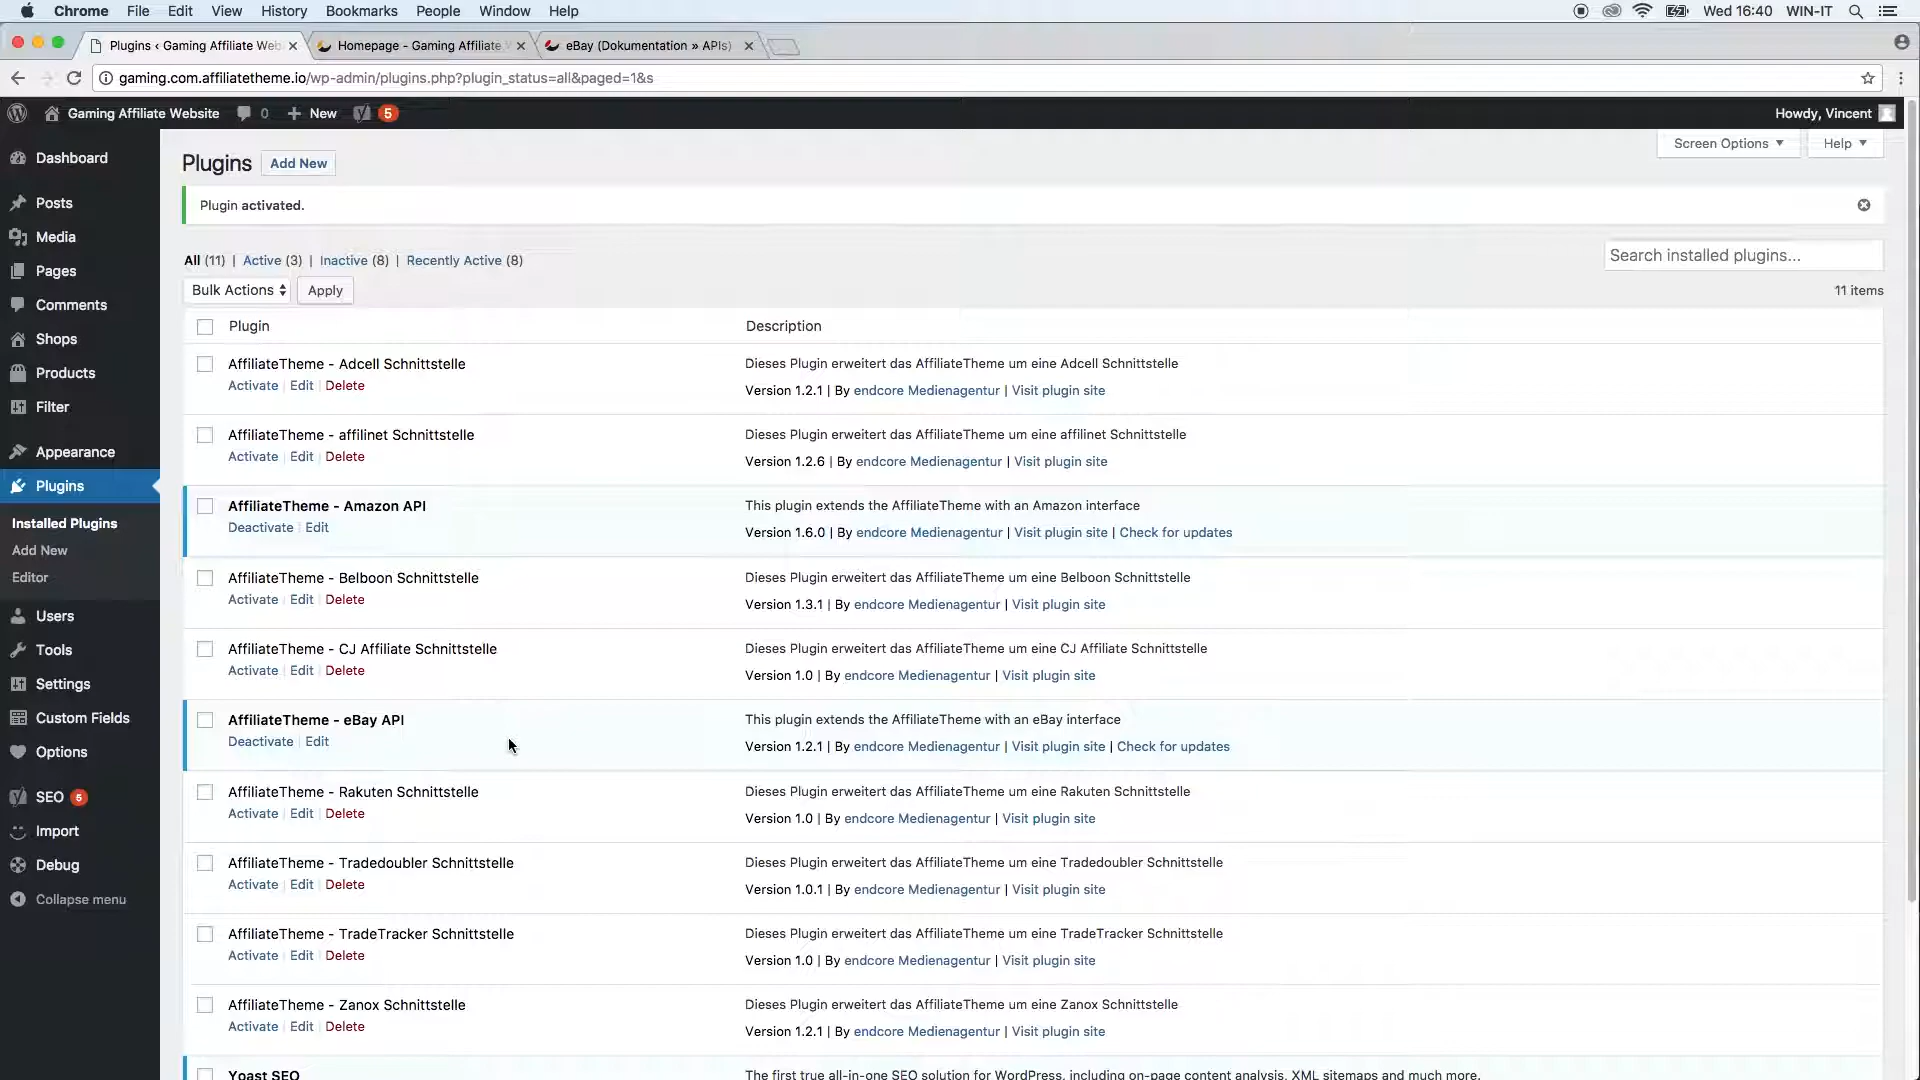 Chrome File Edit View History Bookmarks People Window Help Wed 16:40 WIN-IT
Plugins ‹ Gaming Affiliate Web Homepage - Gaming Affiliate eBay (Dokumentation » APIs)
gaming.com.affiliatetheme.io/wp-admin/plugins.php?plugin_status=all&paged=1&s
Gaming Affiliate Website 0 New 5 Howdy, Vincent
Screen Options Help
Dashboard
Posts
Media
Pages
Comments
Shops
Products
Filter
Appearance
Plugins
Installed Plugins
Add New
Editor
Users
Tools
Settings
Custom Fields
Options
SEO 5
Import
Debug
Collapse menu
Plugins Add New
Plugin activated.
All (11) | Active (3) | Inactive (8) | Recently Active (8)
Search installed plugins...
Bulk Actions Apply
11 items
Plugin Description
AffiliateTheme - Adcell Schnittstelle Dieses Plugin erweitert das AffiliateTheme um eine Adcell Schnittstelle
Activate | Edit | Delete Version 1.2.1 | By endcore Medienagentur | Visit plugin site
AffiliateTheme - affilinet Schnittstelle Dieses Plugin erweitert das AffiliateTheme um eine affilinet Schnittstelle
Activate | Edit | Delete Version 1.2.6 | By endcore Medienagentur | Visit plugin site
AffiliateTheme - Amazon API This plugin extends the AffiliateTheme with an Amazon interface
Deactivate | Edit Version 1.6.0 | By endcore Medienagentur | Visit plugin site | Check for updates
AffiliateTheme - Belboon Schnittstelle Dieses Plugin erweitert das AffiliateTheme um eine Belboon Schnittstelle
Activate | Edit | Delete Version 1.3.1 | By endcore Medienagentur | Visit plugin site
AffiliateTheme - CJ Affiliate Schnittstelle Dieses Plugin erweitert das AffiliateTheme um eine CJ Affiliate Schnittstelle
Activate | Edit | Delete Version 1.0 | By endcore Medienagentur | Visit plugin site
AffiliateTheme - eBay API This plugin extends the AffiliateTheme with an eBay interface
Deactivate | Edit Version 1.2.1 | By endcore Medienagentur | Visit plugin site | Check for updates
AffiliateTheme - Rakuten Schnittstelle Dieses Plugin erweitert das AffiliateTheme um eine Rakuten Schnittstelle
Activate | Edit | Delete Version 1.0 | By endcore Medienagentur | Visit plugin site
AffiliateTheme - Tradedoubler Schnittstelle Dieses Plugin erweitert das AffiliateTheme um eine Tradedoubler Schnittstelle
Activate | Edit | Delete Version 1.0.1 | By endcore Medienagentur | Visit plugin site
AffiliateTheme - TradeTracker Schnittstelle Dieses Plugin erweitert das AffiliateTheme um eine TradeTracker Schnittstelle
Activate | Edit | Delete Version 1.0 | By endcore Medienagentur | Visit plugin site
AffiliateTheme - Zanox Schnittstelle Dieses Plugin erweitert das AffiliateTheme um eine Zanox Schnittstelle
Activate | Edit | Delete Version 1.2.1 | By endcore Medienagentur | Visit plugin site
Yoast SEO The first true all-in-one SEO solution for WordPress, including on-page content analysis, XML sitemaps and much more.